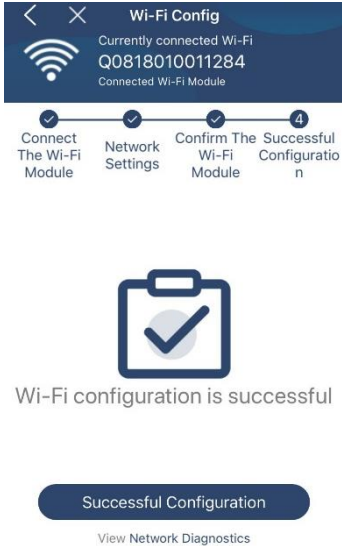 Wi-Fi Config
Currently connected Wi-Fi
Q0818010011284
Connected Wi-Fi Module
4
Connect
The Wi-Fi
Module
Network
Settings
Confirm The
Wi-Fi
Module
Successful
Configuratio
n
Wi-Fi configuration is successful
Successful Configuration
View Network Diagnostics